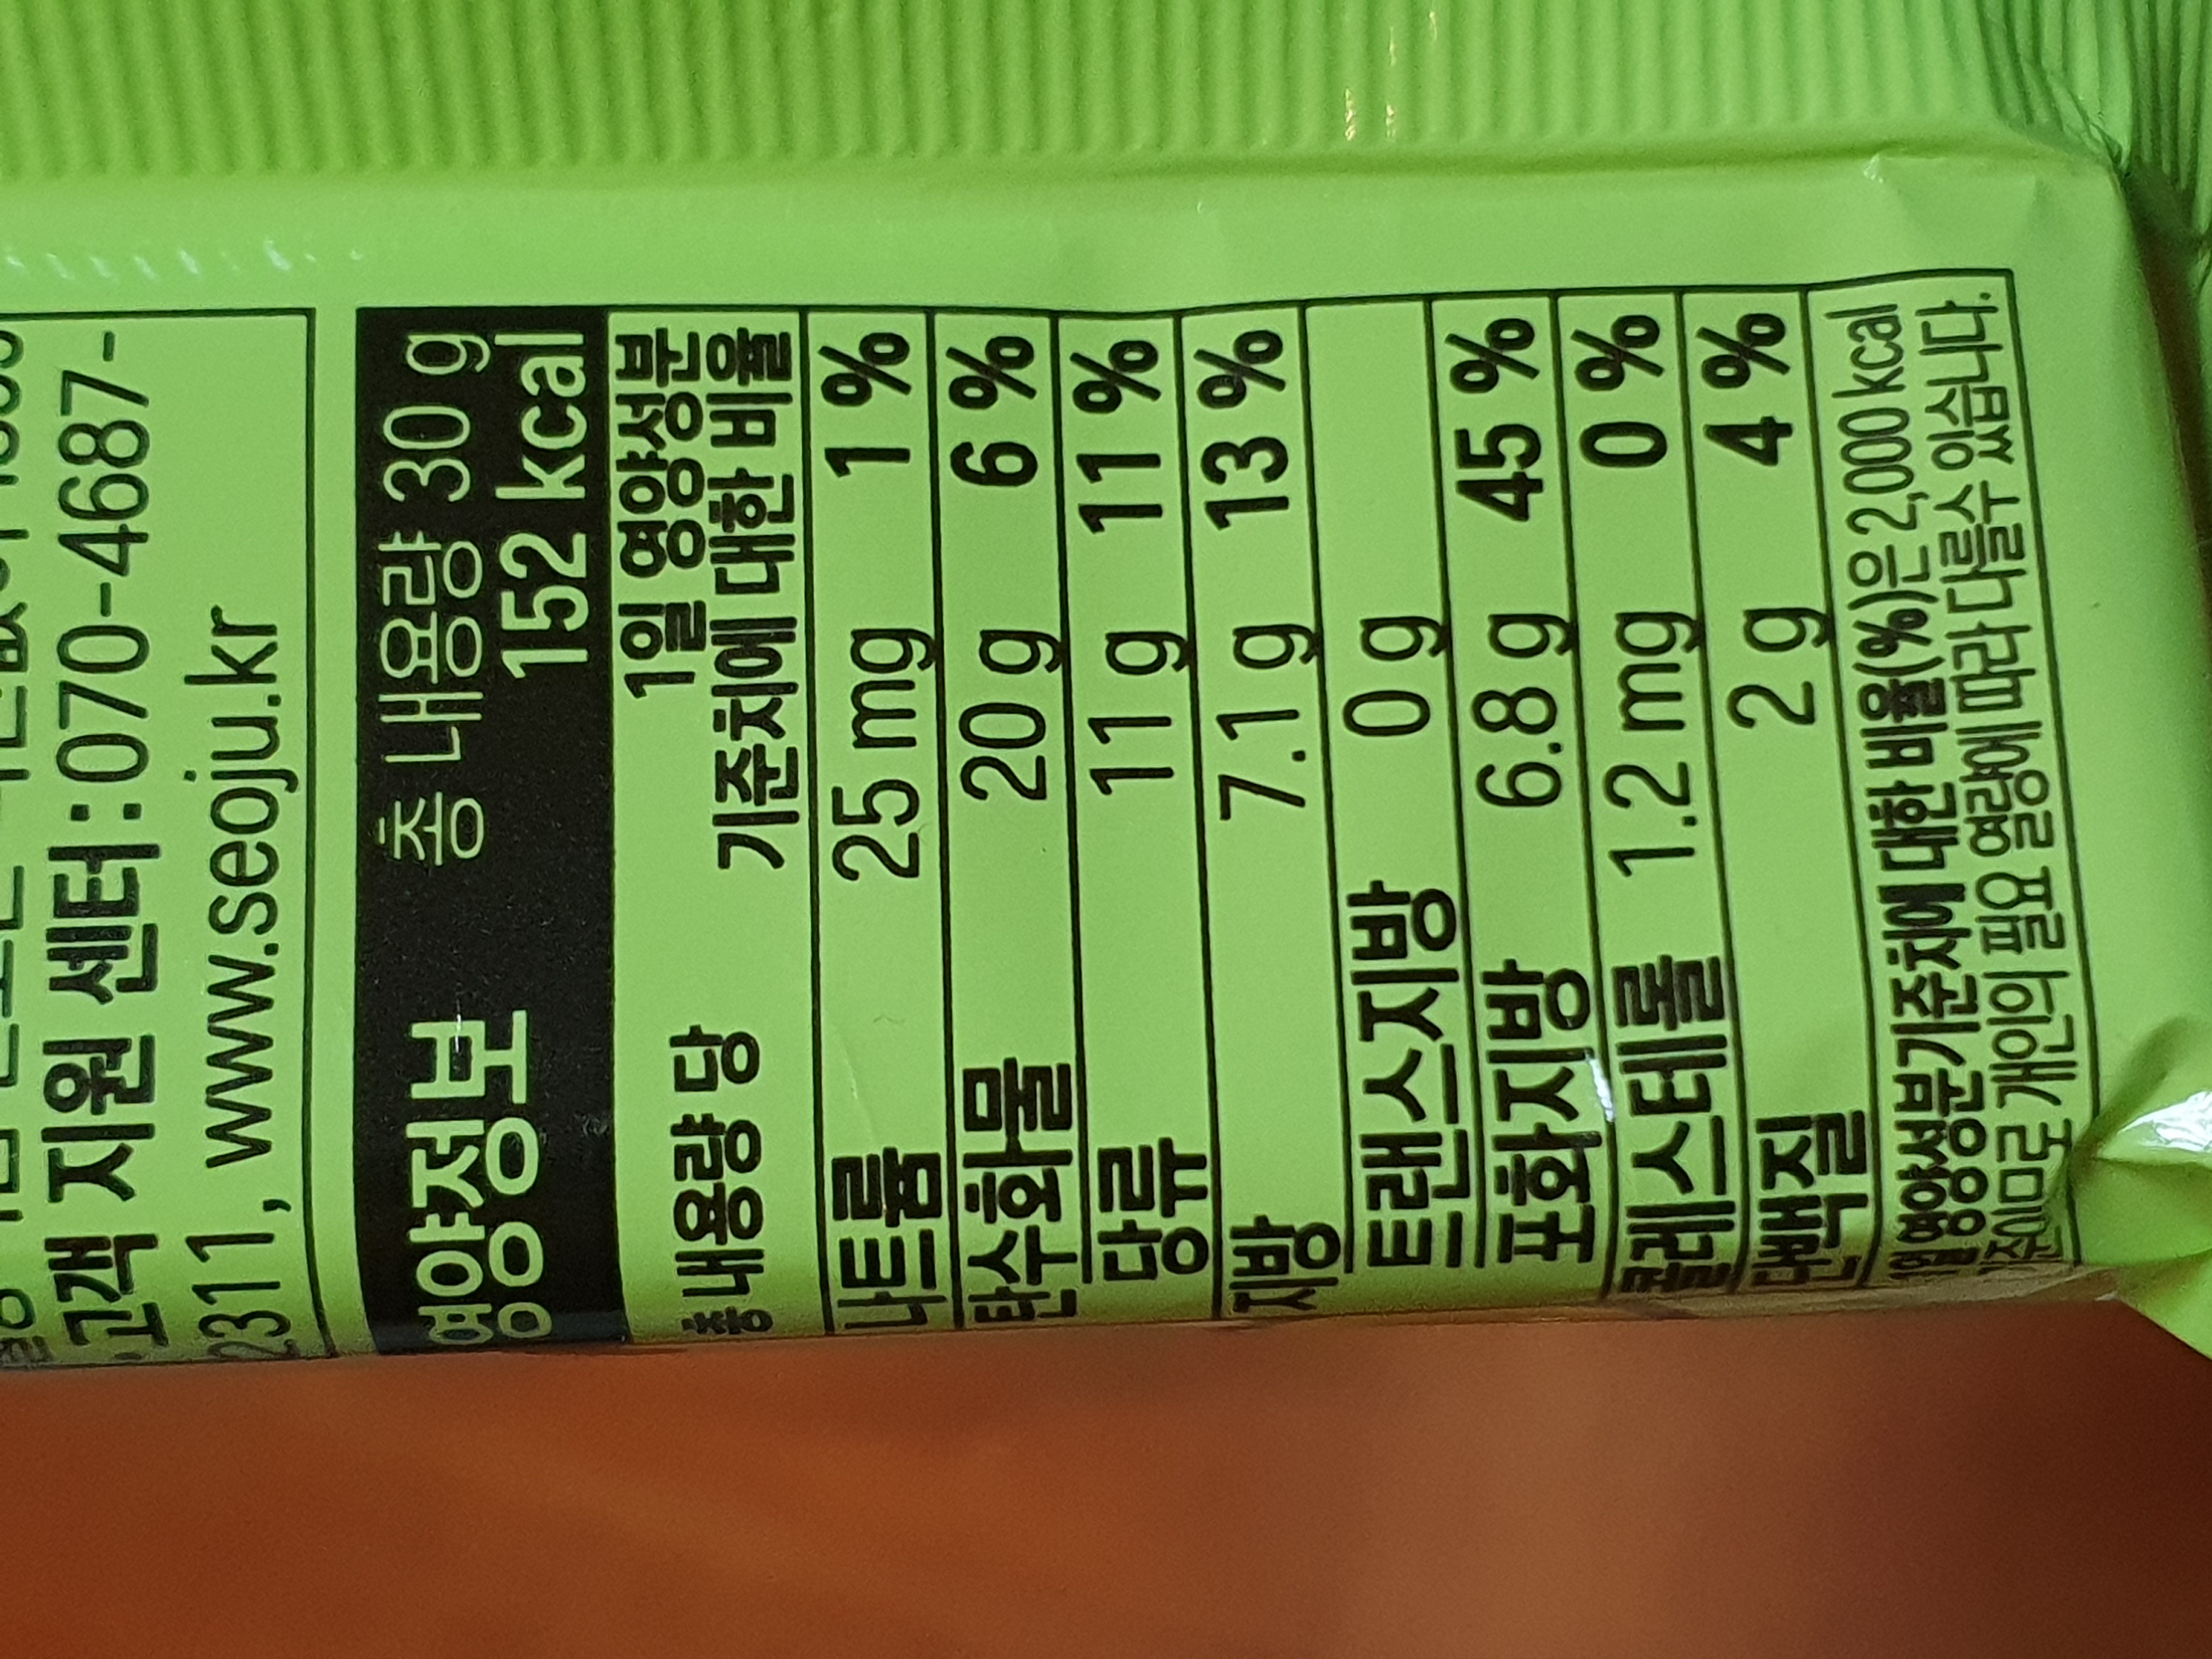 고객 지원 센터:070-4687-
2311, www.seoju.kr
영양정보 총 내용량 30 g
152 kcal
총 내용량 당 1일 영양성분
기준치에 대한 비율
나트륨 25 mg 1 %
탄수화물 20 g 6 %
당류 11 g 11 %
지방 7.1 g 13 %
트랜스지방 0 g
포화지방 6.8 g 45 %
콜레스테롤 1.2 mg 0 %
단백질 2 g 4 %
1일 영양성분기준치에 대한 비율(%)은 2,000 kcal
기준이므로 개인의 필요 열량에 따라 다를수 있습니다.